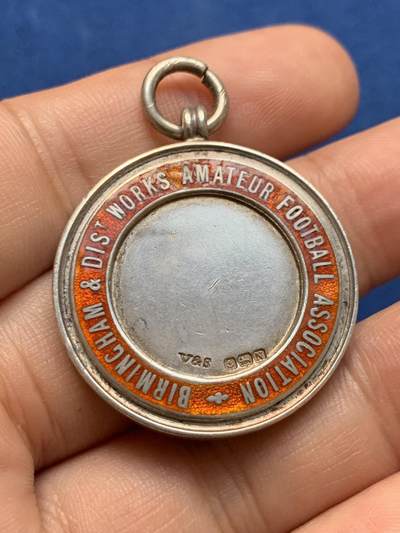 BIRMINGHAM & DISᵀ WORKS AMATEUR FOOTBALL ASSOCIATION
V&S N